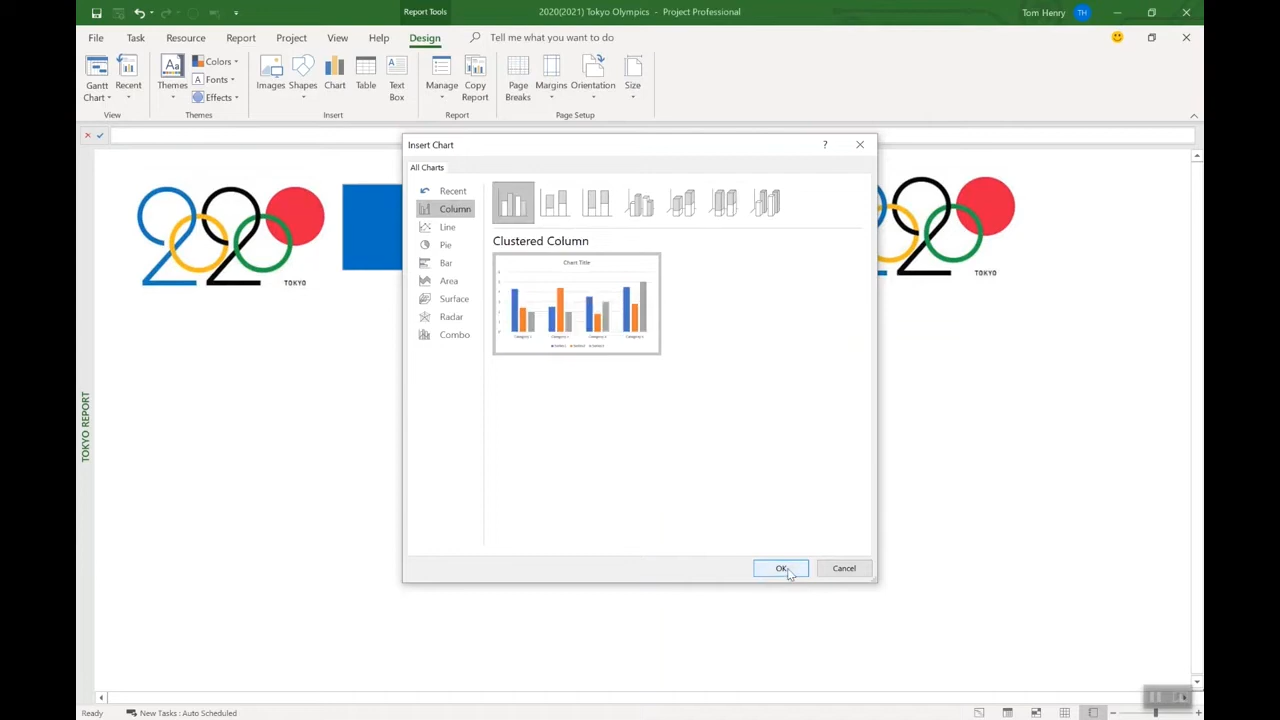 Report Tools
2020(2021) Tokyo Olympics - Project Professional
Tom Henry
TH
File
Task
Resource
Report
Project
View
Help
Design
Tell me what you want to do
Gantt Chart
Recent
Themes
Colors
Fonts
Effects
Images
Shapes
Chart
Table
Text Box
Manage
Copy Report
Page Breaks
Margins
Orientation
Size
View
Themes
Insert
Report
Page Setup
Insert Chart
?
All Charts
Recent
Column
Line
Pie
Bar
Area
Surface
Radar
Combo
Clustered Column
Chart Title
OK
Cancel
2020
TOKYO
TOKYO
TOKYO REPORT
Ready
New Tasks : Auto Scheduled